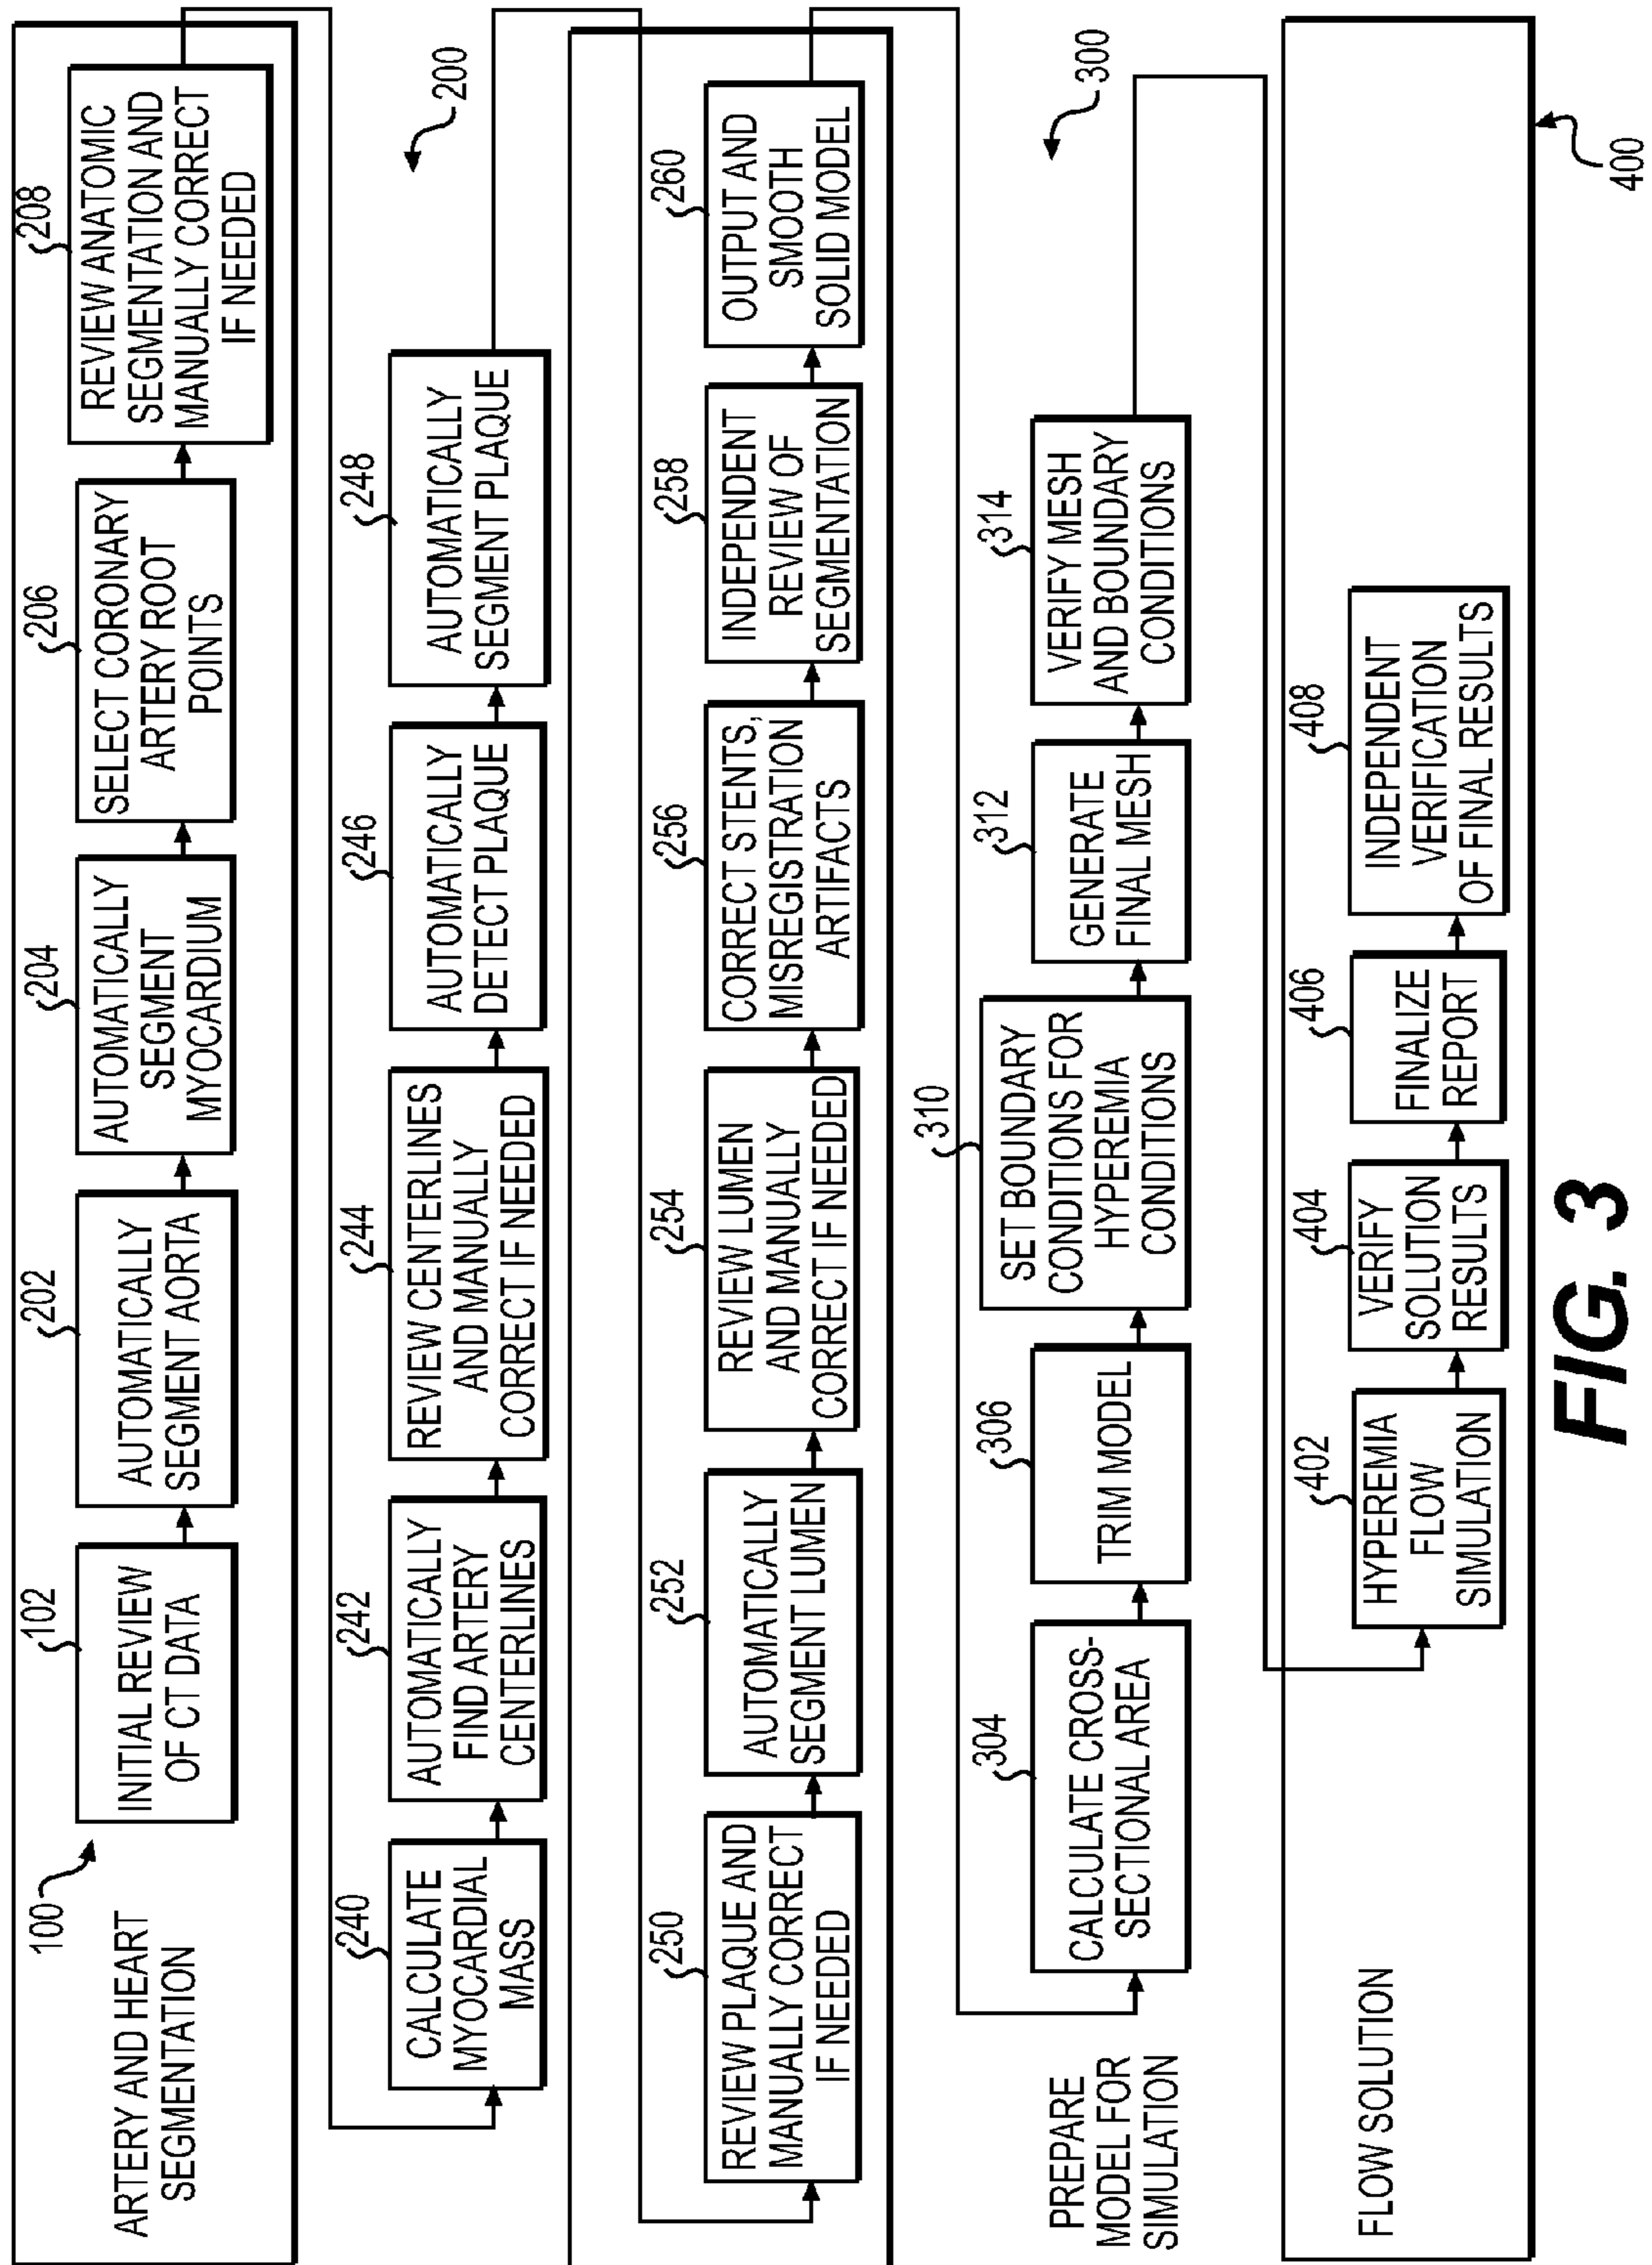 ARTERY AND HEART
SEGMENTATION
100
102
INITIAL REVIEW
OF CT DATA
202
AUTOMATICALLY
SEGMENT AORTA
204
AUTOMATICALLY
SEGMENT
MYOCARDIUM
206
SELECT CORONARY
ARTERY ROOT
POINTS
208
REVIEW ANATOMIC
SEGMENTATION AND
MANUALLY CORRECT
IF NEEDED
240
CALCULATE
MYOCARDIAL
MASS
242
AUTOMATICALLY
FIND ARTERY
CENTERLINES
244
REVIEW CENTERLINES
AND MANUALLY
CORRECT IF NEEDED
246
AUTOMATICALLY
DETECT PLAQUE
248
AUTOMATICALLY
SEGMENT PLAQUE
200
250
REVIEW PLAQUE AND
MANUALLY CORRECT
IF NEEDED
252
AUTOMATICALLY
SEGMENT LUMEN
254
REVIEW LUMEN
AND MANUALLY
CORRECT IF NEEDED
256
CORRECT STENTS,
MISREGISTRATION
ARTIFACTS
258
INDEPENDENT
REVIEW OF
SEGMENTATION
260
OUTPUT AND
SMOOTH
SOLID MODEL
PREPARE
MODEL FOR
SIMULATION
304
CALCULATE CROSS-
SECTIONAL AREA
306
TRIM MODEL
310
SET BOUNDARY
CONDITIONS FOR
HYPEREMIA
CONDITIONS
312
GENERATE
FINAL MESH
314
VERIFY MESH
AND BOUNDARY
CONDITIONS
300
FLOW SOLUTION
402
HYPEREMIA
FLOW
SIMULATION
404
VERIFY
SOLUTION
RESULTS
406
FINALIZE
REPORT
408
INDEPENDENT
VERIFICATION
OF FINAL RESULTS
400
FIG. 3